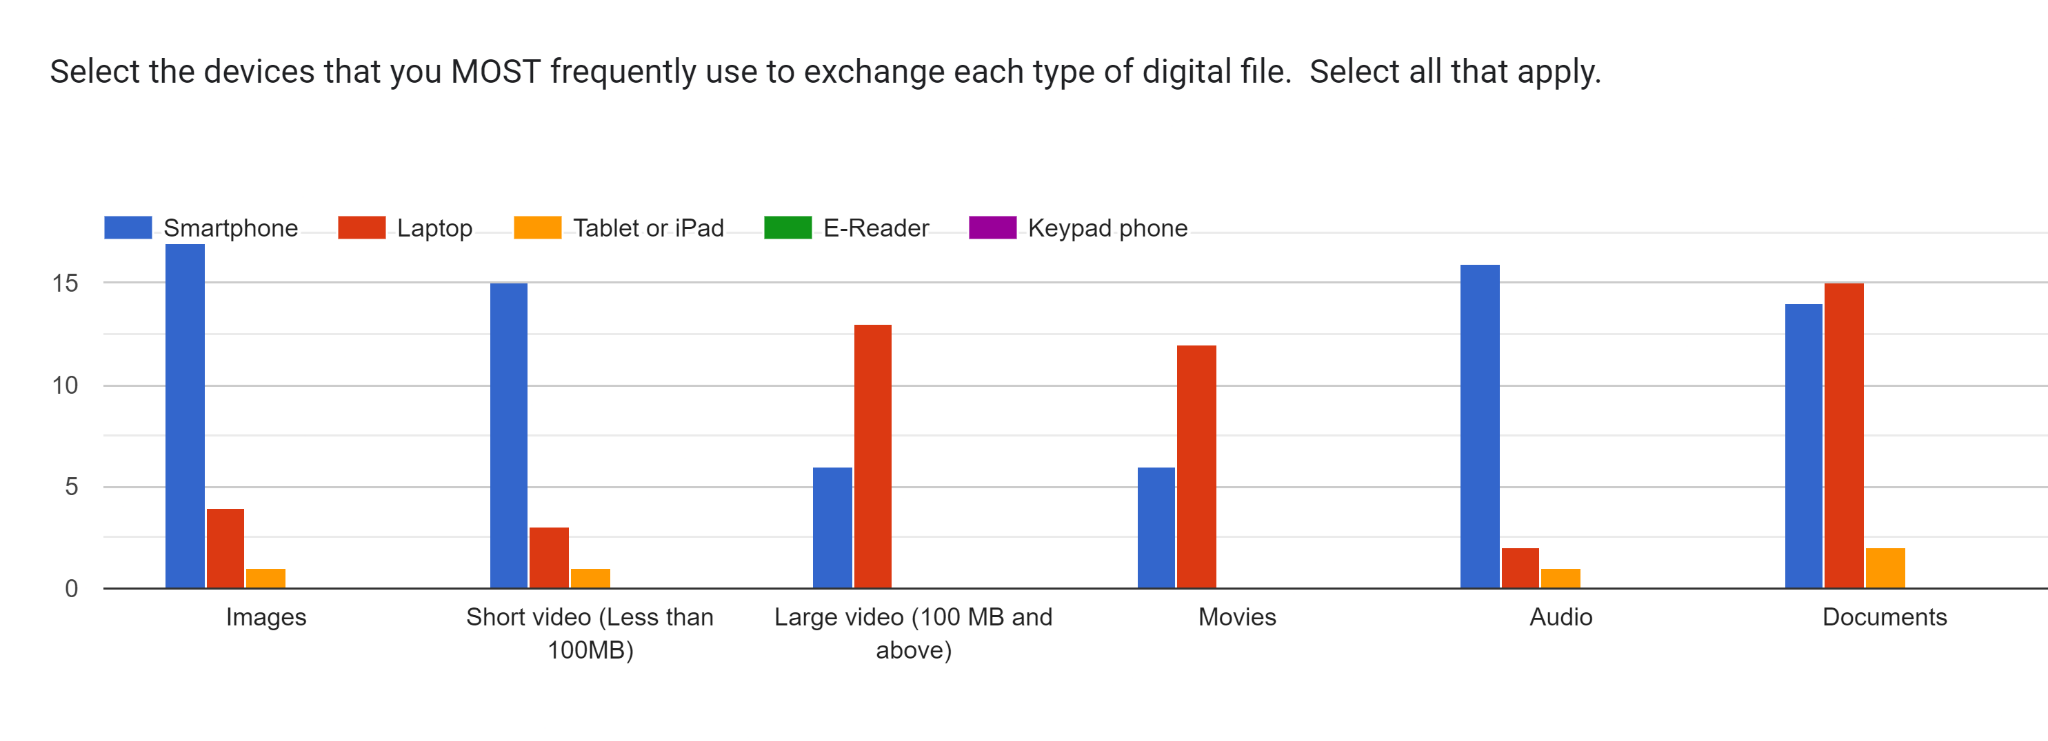 Select the devices that you MOST frequently use to exchange each type of digital file.  Select all that apply.
Smartphone Laptop Tablet or iPad E-Reader Keypad phone
15
10
5
0
Images
Short video (Less than
100MB)
Large video (100 MB and
above)
Movies
Audio
Documents